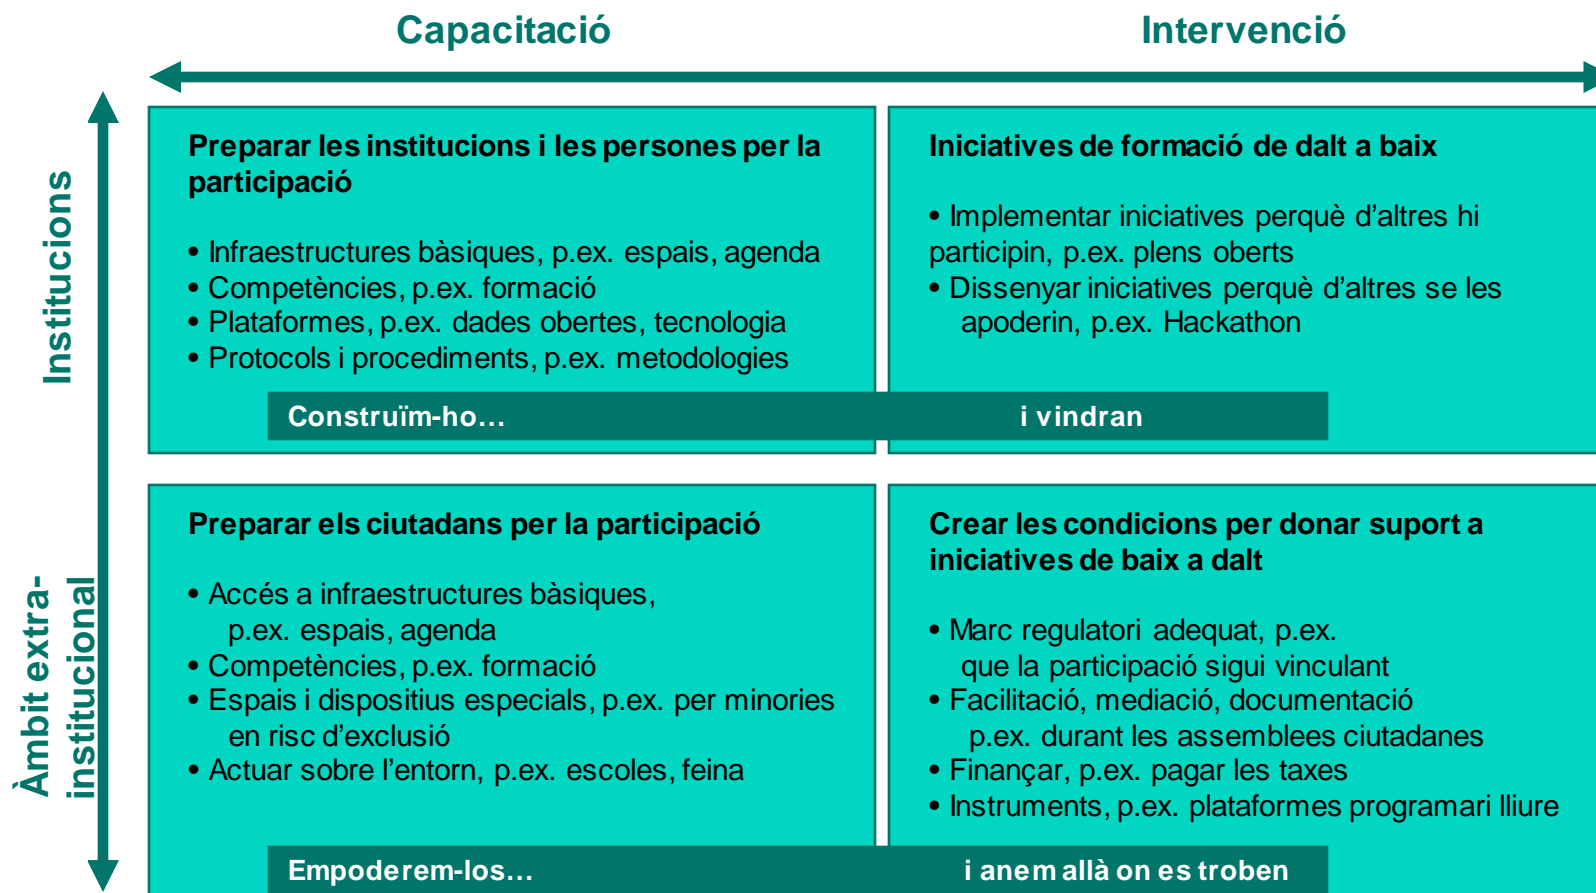 Capacitació
Intervenció
Institucions
Preparar les institucions i les persones per la
participació
• Infraestructures bàsiques, p.ex. espais, agenda
• Competències, p.ex. formació
• Plataformes, p.ex. dades obertes, tecnologia
• Protocols i procediments, p.ex. metodologies
Iniciatives de formació de dalt a baix
• Implementar iniciatives perquè d’altres hi
participin, p.ex. plens oberts
• Dissenyar iniciatives perquè d’altres se les
apoderin, p.ex. Hackathon
Construïm-ho…
i vindran
Àmbit extra-
institucional
Preparar els ciutadans per la participació
• Accés a infraestructures bàsiques,
p.ex. espais, agenda
• Competències, p.ex. formació
• Espais i dispositius especials, p.ex. per minories
en risc d’exclusió
• Actuar sobre l’entorn, p.ex. escoles, feina
Crear les condicions per donar suport a
iniciatives de baix a dalt
• Marc regulatori adequat, p.ex.
que la participació sigui vinculant
• Facilitació, mediació, documentació
p.ex. durant les assemblees ciutadanes
• Finançar, p.ex. pagar les taxes
• Instruments, p.ex. plataformes programari lliure
Empoderem-los…
i anem allà on es troben